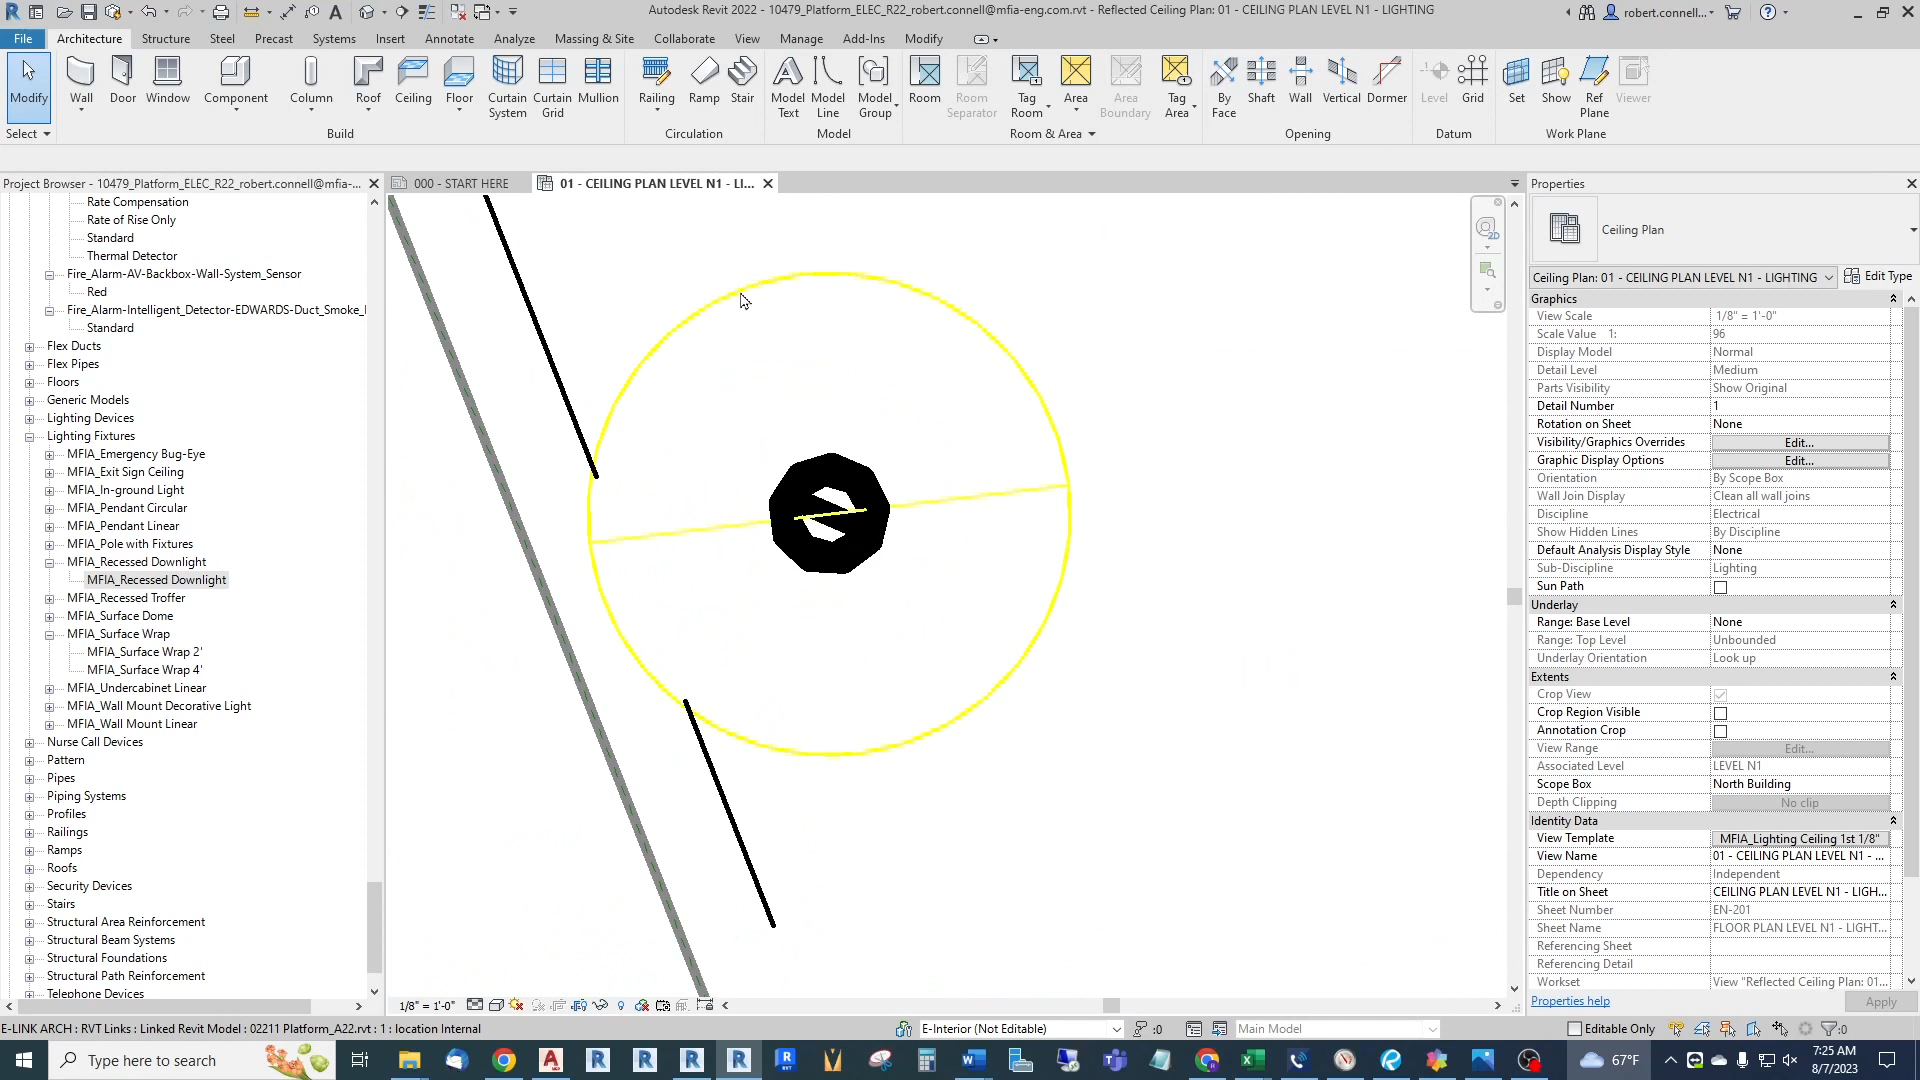 Autodesk Revit 2022 - 10479_Platform_ELEC_R22_robert.connell@mfia-eng.com.rvt - Reflected Ceiling Plan: 01 - CEILING PLAN LEVEL N1 - LIGHTING
robert.connell...
File Architecture Structure Steel Precast Systems Insert Annotate Analyze Massing & Site Collaborate View Manage Add-Ins Modify
Modify Wall Door Window Component Column Roof Ceiling Floor Curtain System Curtain Grid Mullion Railing Ramp Stair Model Text Model Line Model Group Room Room Separator Tag Room Area Area Boundary Tag Area By Face Shaft Wall Vertical Dormer Level Grid Set Show Ref Plane Viewer
Select Build Circulation Model Room & Area Opening Datum Work Plane
Project Browser - 10479_Platform_ELEC_R22_robert.connell@mfia-...
Rate Compensation
Rate of Rise Only
Standard
Thermal Detector
Fire_Alarm-AV-Backbox-Wall-System_Sensor
Red
Fire_Alarm-Intelligent_Detector-EDWARDS-Duct_Smoke_
Standard
Flex Ducts
Flex Pipes
Floors
Generic Models
Lighting Devices
Lighting Fixtures
MFIA_Emergency Bug-Eye
MFIA_Exit Sign Ceiling
MFIA_In-ground Light
MFIA_Pendant Circular
MFIA_Pendant Linear
MFIA_Pole with Fixtures
MFIA_Recessed Downlight
MFIA_Recessed Downlight
MFIA_Recessed Troffer
MFIA_Surface Dome
MFIA_Surface Wrap
MFIA_Surface Wrap 2'
MFIA_Surface Wrap 4'
MFIA_Undercabinet Linear
MFIA_Wall Mount Decorative Light
MFIA_Wall Mount Linear
Nurse Call Devices
Pattern
Pipes
Piping Systems
Profiles
Railings
Ramps
Roofs
Security Devices
Stairs
Structural Area Reinforcement
Structural Beam Systems
Structural Foundations
Structural Path Reinforcement
Telephone Devices
000 - START HERE
01 - CEILING PLAN LEVEL N1 - LI...
2D
1/8" = 1'-0"
Properties
Ceiling Plan
Ceiling Plan: 01 - CEILING PLAN LEVEL N1 - LIGHTING Edit Type
Graphics
View Scale 1/8" = 1'-0"
Scale Value 1: 96
Display Model Normal
Detail Level Medium
Parts Visibility Show Original
Detail Number 1
Rotation on Sheet None
Visibility/Graphics Overrides Edit...
Graphic Display Options Edit...
Orientation By Scope Box
Wall Join Display Clean all wall joins
Discipline Electrical
Show Hidden Lines By Discipline
Default Analysis Display Style None
Sub-Discipline Lighting
Sun Path
Underlay
Range: Base Level None
Range: Top Level Unbounded
Underlay Orientation Look up
Extents
Crop View
Crop Region Visible
Annotation Crop
View Range Edit...
Associated Level LEVEL N1
Scope Box North Building
Depth Clipping No clip
Identity Data
View Template MFIA_Lighting Ceiling 1st 1/8"
View Name 01 - CEILING PLAN LEVEL N1 - ...
Dependency Independent
Title on Sheet CEILING PLAN LEVEL N1 - LIGH...
Sheet Number EN-201
Sheet Name FLOOR PLAN LEVEL N1 - LIGHT...
Referencing Sheet
Referencing Detail
Workset View "Reflected Ceiling Plan: 01...
Properties help Apply
E-LINK ARCH : RVT Links : Linked Revit Model : 02211 Platform_A22.rvt : 1 : location Internal
E-Interior (Not Editable) :0 Main Model Editable Only :0
Type here to search
67°F
7:25 AM
8/7/2023